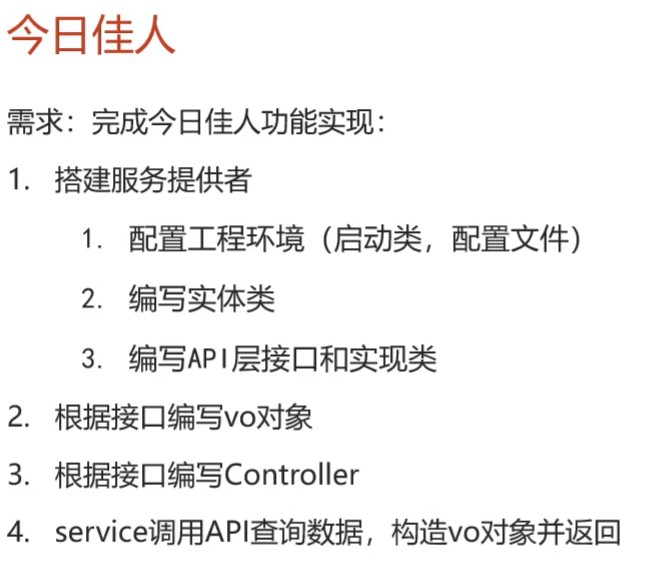 今日佳人
需求：完成今日佳人功能实现：
1. 搭建服务提供者
1. 配置工程环境（启动类，配置文件）
2. 编写实体类
3. 编写API层接口和实现类
2. 根据接口编写vo对象
3. 根据接口编写Controller
4. service调用API查询数据，构造vo对象并返回